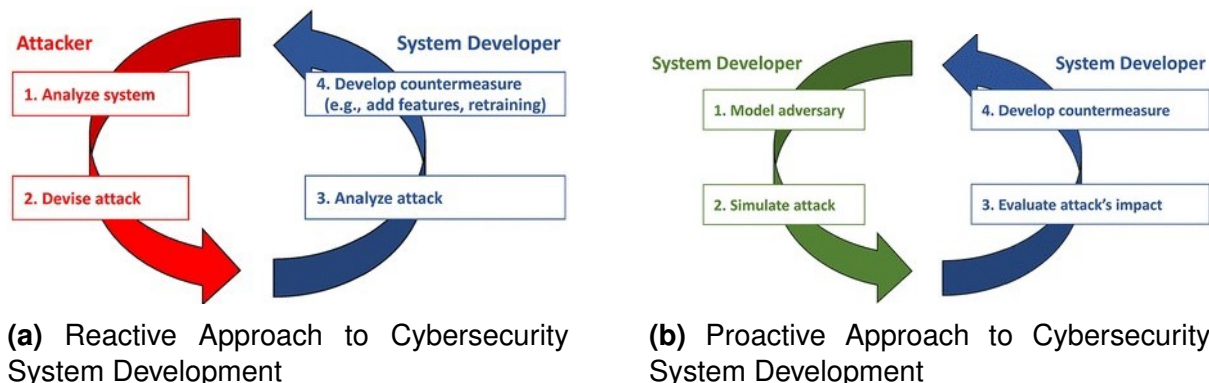 Attacker
System Developer
1. Analyze system
4. Develop countermeasure
(e.g., add features, retraining)
2. Devise attack
3. Analyze attack
(a) Reactive Approach to Cybersecurity
System Development
System Developer
System Developer
1. Model adversary
4. Develop countermeasure
2. Simulate attack
3. Evaluate attack's impact
(b) Proactive Approach to Cybersecurity
System Development